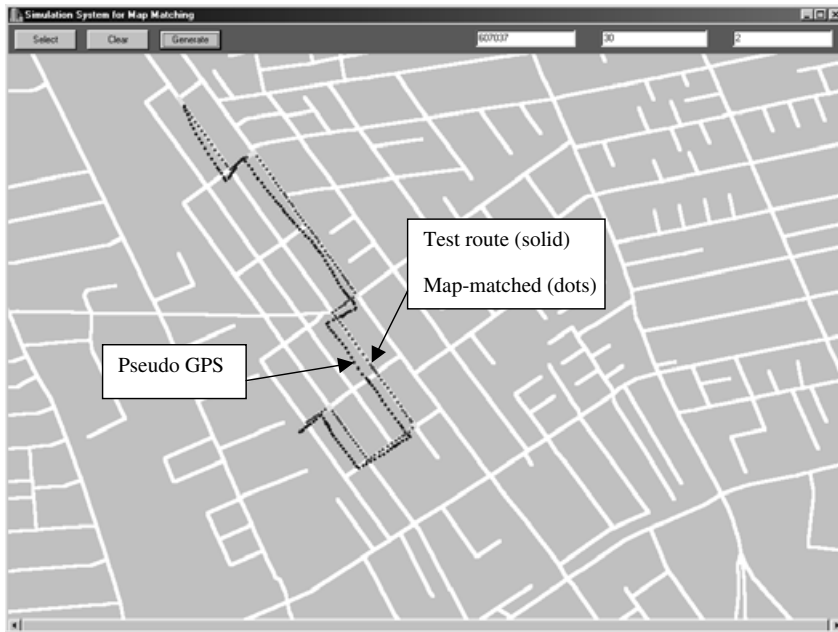 Simulation System for Map Matching
Select Clear Generate 607037 30 2
Test route (solid)
Map-matched (dots)
Pseudo GPS